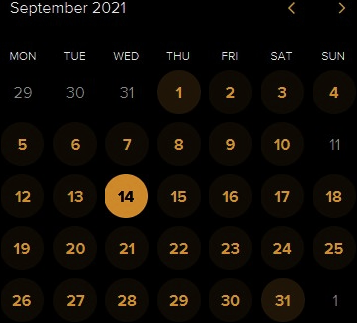 September 2021
MON TUE WED THU FRI SAT SUN
29 30 31 1 2 3 4
5 6 7 8 9 10 11
12 13 14 15 16 17 18
19 20 21 22 23 24 25
26 27 28 29 30 31 1